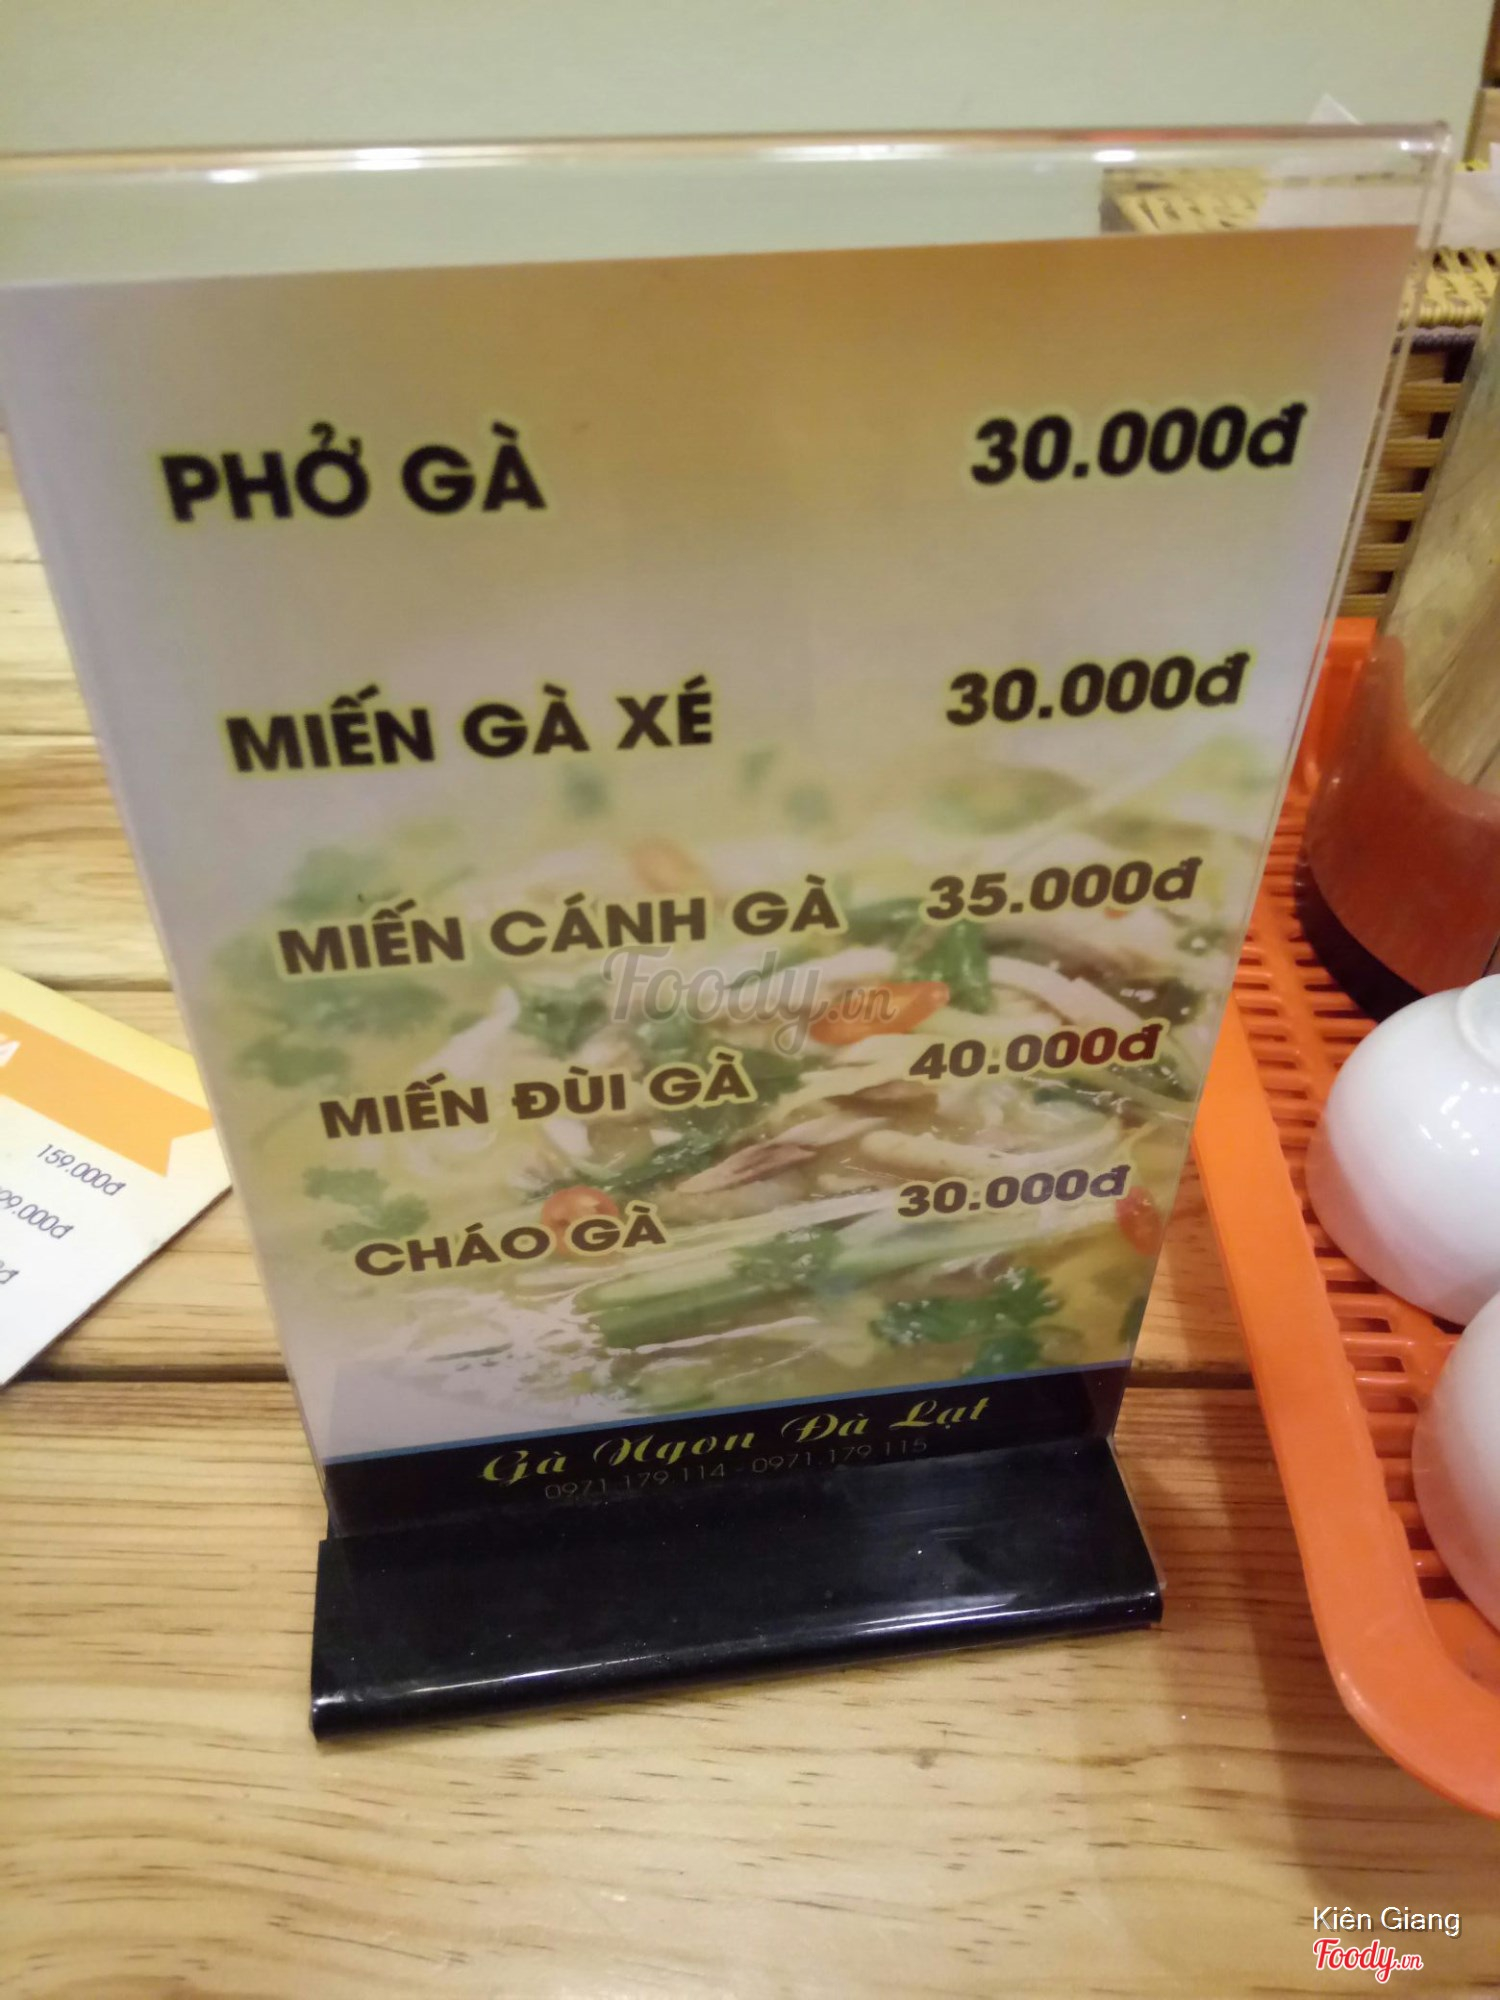 PHỞ GÀ 30.000đ
MIẾN GÀ XÉ 30.000đ
MIẾN CÁNH GÀ 35.000đ
Foody.vn
MIẾN ĐÙI GÀ 40.000đ
CHÁO GÀ 30.000đ
Gà Ngon Đà Lạt
0971.179.114 - 0971.179.115
159.000đ
99.000đ
Kiên Giang
Foody.vn